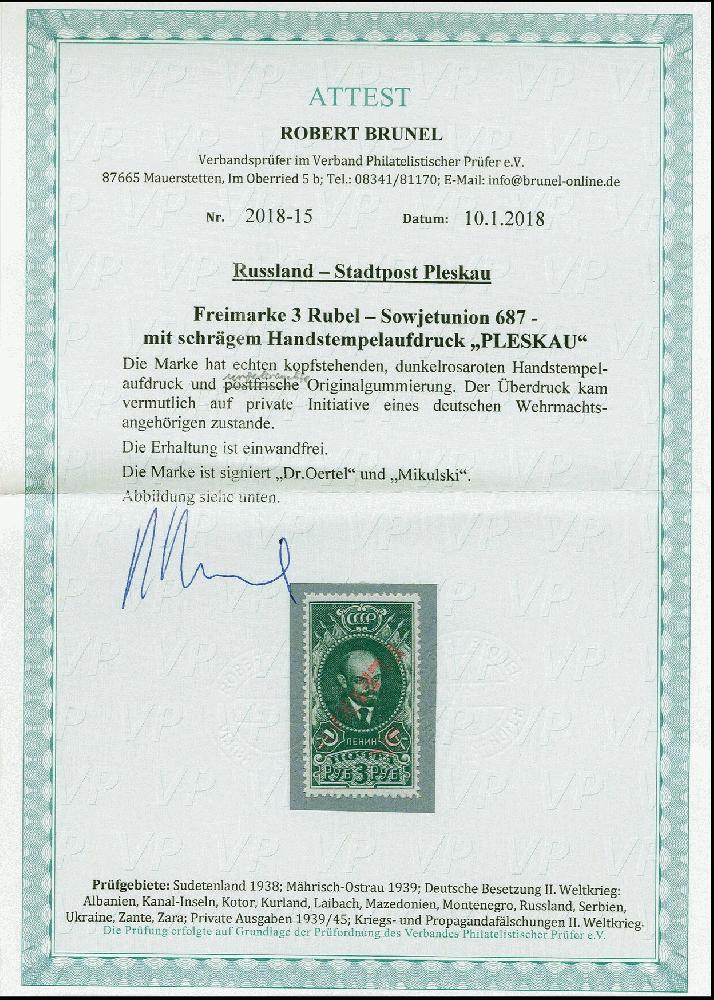 ATTEST
ROBERT BRUNEL
Verbandsprüfer im Verband Philatelistischer Prüfer e.V.
87665 Mauerstetten, Im Oberried 5 b; Tel.: 08341/81170; E-Mail: info@brunel-online.de
Nr. 2018-15 Datum: 10.1.2018
Russland – Stadtpost Pleskau
Freimarke 3 Rubel – Sowjetunion 687 -
mit schrägem Handstempelaufdruck „PLESKAU“
Die Marke hat echten kopfstehenden, dunkelrosaroten Handstempel-
aufdruck und postfrische Originalgummierung. Der Überdruck kam
vermutlich auf private Initiative eines deutschen Wehrmachts-
angehörigen zustande.
Die Erhaltung ist einwandfrei.
Die Marke ist signiert „Dr.Oertel“ und „Mikulski“.
Abbildung siehe unten.
СССР
ЛЕНИН
ПОЧТА
РУБ 3 РУБ
Prüfgebiete: Sudetenland 1938; Mährisch-Ostrau 1939; Deutsche Besetzung II. Weltkrieg:
Albanien, Kanal-Inseln, Kotor, Kurland, Laibach, Mazedonien, Montenegro, Russland, Serbien,
Ukraine, Zante, Zara; Private Ausgaben 1939/45; Kriegs- und Propagandafälschungen II. Weltkrieg.
Die Prüfung erfolgte auf Grundlage der Prüfordnung des Verbandes Philatelistischer Prüfer e.V.